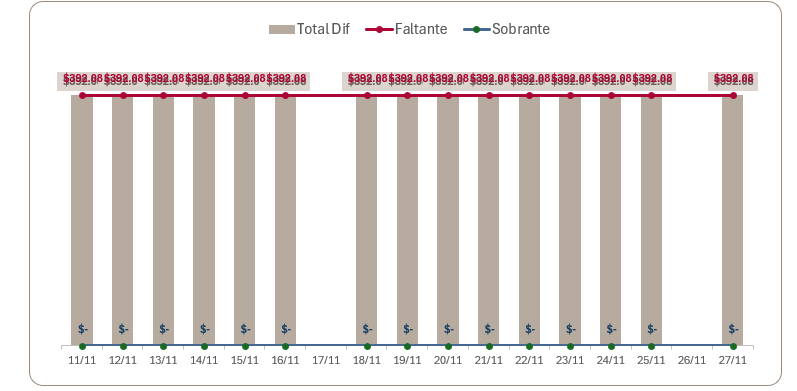 Total Dif Faltante Sobrante
$392.08 $392.08 $392.08 $392.08 $392.08 $392.08 $392.08 $392.08 $392.08 $392.08 $392.08 $392.08 $392.08 $392.08 $392.08
$- $- $- $- $- $- $- $- $- $- $- $- $- $- $-
11/11 12/11 13/11 14/11 15/11 16/11 17/11 18/11 19/11 20/11 21/11 22/11 23/11 24/11 25/11 26/11 27/11